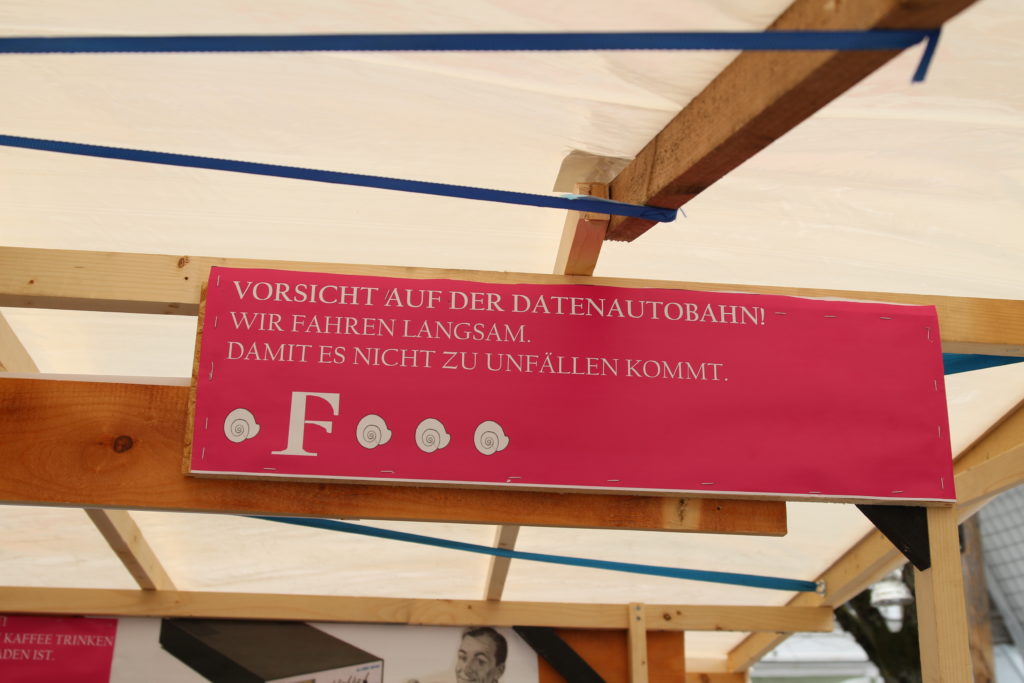 VORSICHT AUF DER DATENAUTOBAHN!
WIR FAHREN LANGSAM.
DAMIT ES NICHT ZU UNFÄLLEN KOMMT.
F
KAFFEE TRINKEN
ADEN IST.